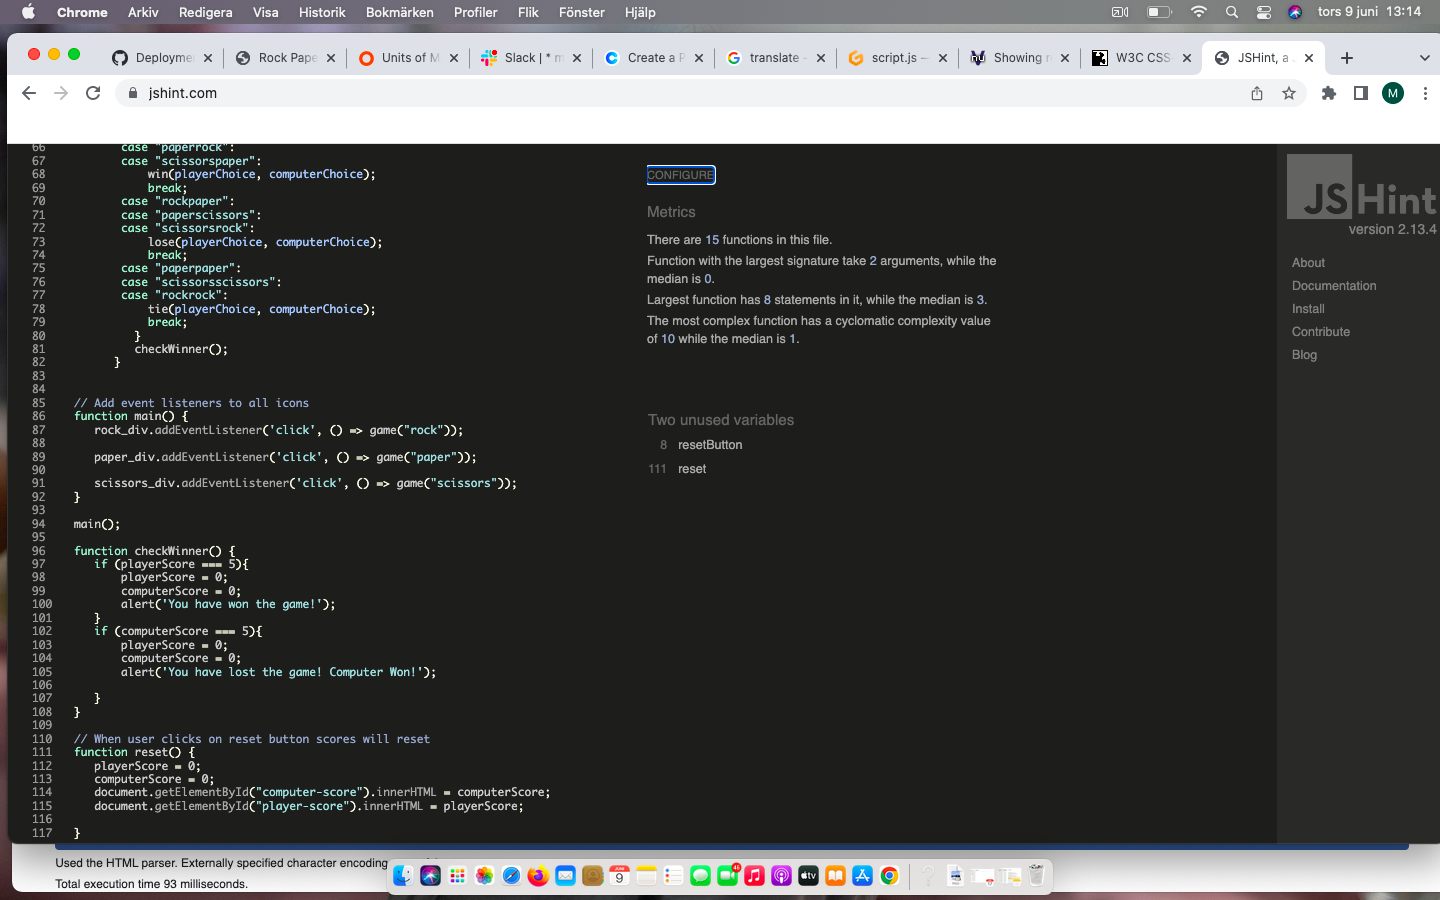 Chrome Arkiv Redigera Visa Historik Bokmärken Profiler Flik Fönster Hjälp tors 9 juni 13:14
Deployme Rock Pape Units of M Slack | * m Create a P translate - script.js — Showing r W3C CSS JSHint, a
jshint.com M
66 case "paperrock":
67 case "scissorspaper":
68 win(playerChoice, computerChoice);
69 break;
70 case "rockpaper":
71 case "paperscissors":
72 case "scissorsrock":
73 lose(playerChoice, computerChoice);
74 break;
75 case "paperpaper":
76 case "scissorsscissors":
77 case "rockrock":
78 tie(playerChoice, computerChoice);
79 break;
80 }
81 checkWinner();
82 }
83
84
85 // Add event listeners to all icons
86 function main() {
87 rock_div.addEventListener('click', () => game("rock"));
88
89 paper_div.addEventListener('click', () => game("paper"));
90
91 scissors_div.addEventListener('click', () => game("scissors"));
92 }
93
94 main();
95
96 function checkWinner() {
97 if (playerScore === 5){
98 playerScore = 0;
99 computerScore = 0;
100 alert('You have won the game!');
101 }
102 if (computerScore === 5){
103 playerScore = 0;
104 computerScore = 0;
105 alert('You have lost the game! Computer Won!');
106
107 }
108 }
109
110 // When user clicks on reset button scores will reset
111 function reset() {
112 playerScore = 0;
113 computerScore = 0;
114 document.getElementById("computer-score").innerHTML = computerScore;
115 document.getElementById("player-score").innerHTML = playerScore;
116
117 }
CONFIGURE
Metrics
There are 15 functions in this file.
Function with the largest signature take 2 arguments, while the
median is 0.
Largest function has 8 statements in it, while the median is 3.
The most complex function has a cyclomatic complexity value
of 10 while the median is 1.
Two unused variables
8 resetButton
111 reset
JSHint
version 2.13.4
About
Documentation
Install
Contribute
Blog
Used the HTML parser. Externally specified character encoding
Total execution time 93 milliseconds.
9
tv